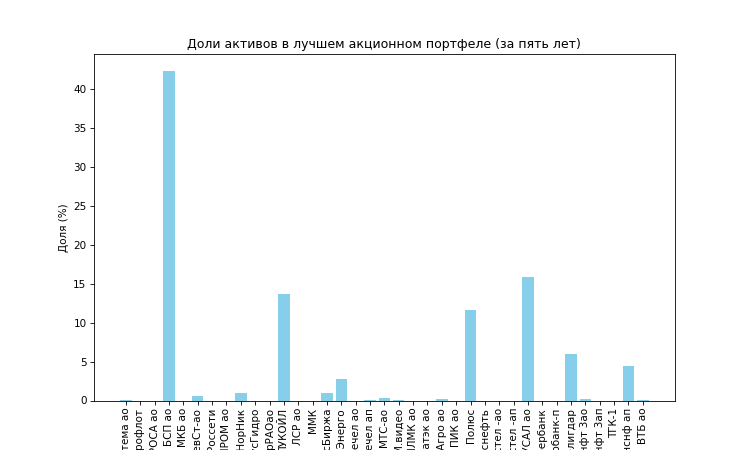 Доли активов в лучшем акционном портфеле (за пять лет)
Доля (%)
40
35
30
25
20
15
10
5
0
тема ао
рофлот
РОСА ао
БСП ао
МКБ ао
евСт-ао
Россети
ПРОМ ао
НорНик
сГидро
рРАОао
ЛУКОЙЛ
ЛСР ао
ММК
сБиржа
Энерго
ечел ао
ечел ап
МТС-ао
М.видео
ЛМК ао
атэк ао
Агро ао
ПИК ао
Полюс
снефть
стел -ао
стел -ап
УСАЛ ао
ербанк
рбанк-п
лигдар
нфт 3ао
нфт 3ап
ТГК-1
нснф ап
ВТБ ао